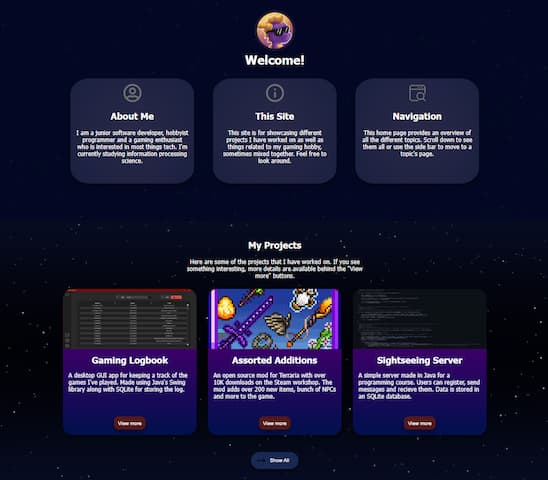 Welcome!
About Me
I am a junior software developer, hobbyist
programmer and a gaming enthusiast
who is interested in most things tech. I'm
currently studying information processing
science.
This Site
This site is for showcasing different
projects I have worked on as well as
things related to my gaming hobby,
sometimes mixed together. Feel free to
look around.
Navigation
This home page provides an overview of
all the different topics. Scroll down to see
them all or use the side bar to move to a
topic's page.
My Projects
Here are some of the projects that I have worked on. If you see
something interesting, more details are available behind the "View
more" buttons.
Gaming Logbook
A desktop GUI app for keeping a track of the
games I've played. Made using Java's Swing
library along with SQLite for storing the log.
View more
Assorted Additions
An open source mod for Terraria with over
10K downloads on the Steam workshop. The
mod adds over 200 new items, bunch of NPCs
and more to the game.
View more
Sightseeing Server
A simple server made in Java for a
programming course. Users can register, send
messages and recieve them. Data is stored in
an SQLite database.
View more
Show All